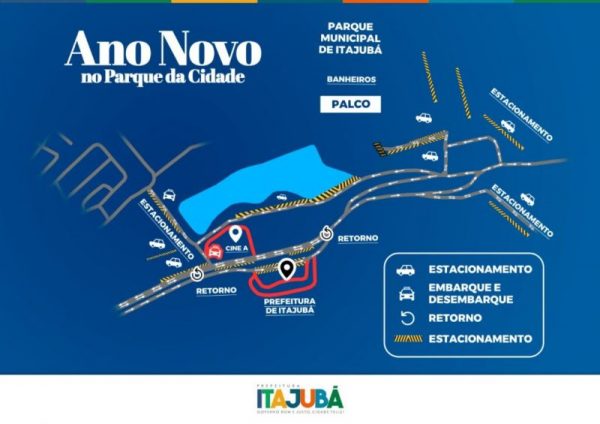 Ano Novo
no Parque da Cidade
PARQUE
MUNICIPAL
DE ITAJUBÁ
BANHEIROS
PALCO
ESTACIONAMENTO
ESTACIONAMENTO
ESTACIONAMENTO
CINE A
RETORNO
RETORNO
PREFEITURA
DE ITAJUBÁ
ESTACIONAMENTO
EMBARQUE E
DESEMBARQUE
RETORNO
ESTACIONAMENTO
PREFEITURA
ITAJUBÁ